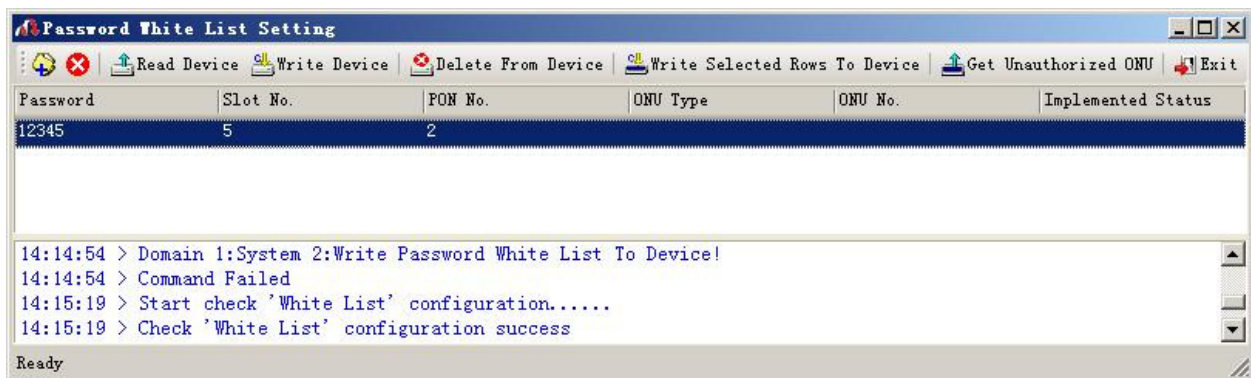 Password White List Setting
Read Device Write Device Delete From Device Write Selected Rows To Device Get Unauthorized ONU Exit
Password Slot No. PON No. ONU Type ONU No. Implemented Status
12345 5 2
14:14:54 > Domain 1:System 2:Write Password White List To Device!
14:14:54 > Command Failed
14:15:19 > Start check 'White List' configuration......
14:15:19 > Check 'White List' configuration success
Ready